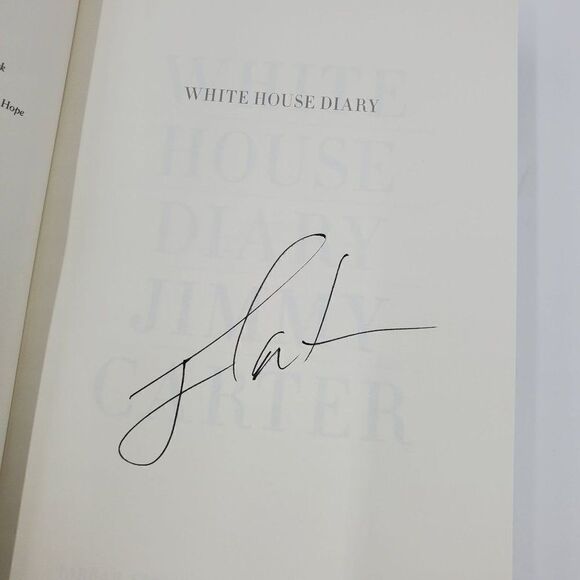 k
Hope
WHITE HOUSE DIARY
WHITE
HOUSE
DIARY
JIMMY
CARTER